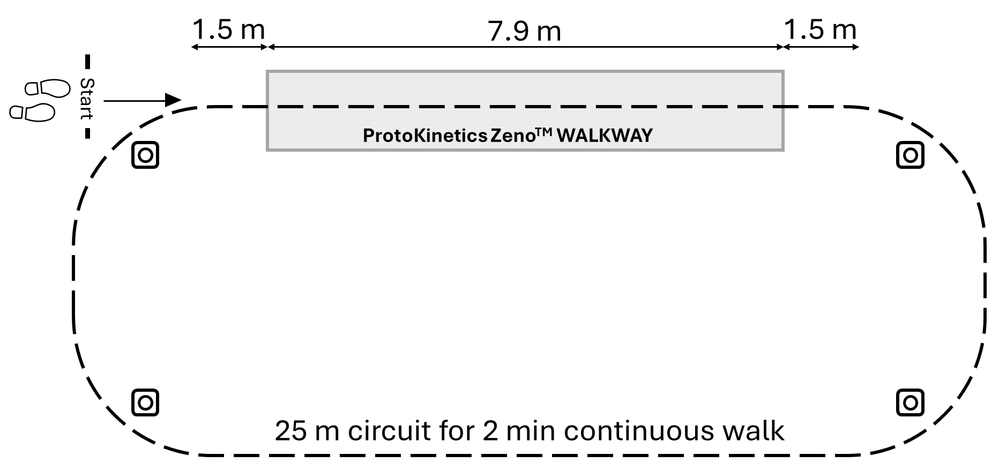 1.5 m
7.9 m
1.5 m
Start
ProtoKinetics Zeno™ WALKWAY
25 m circuit for 2 min continuous walk